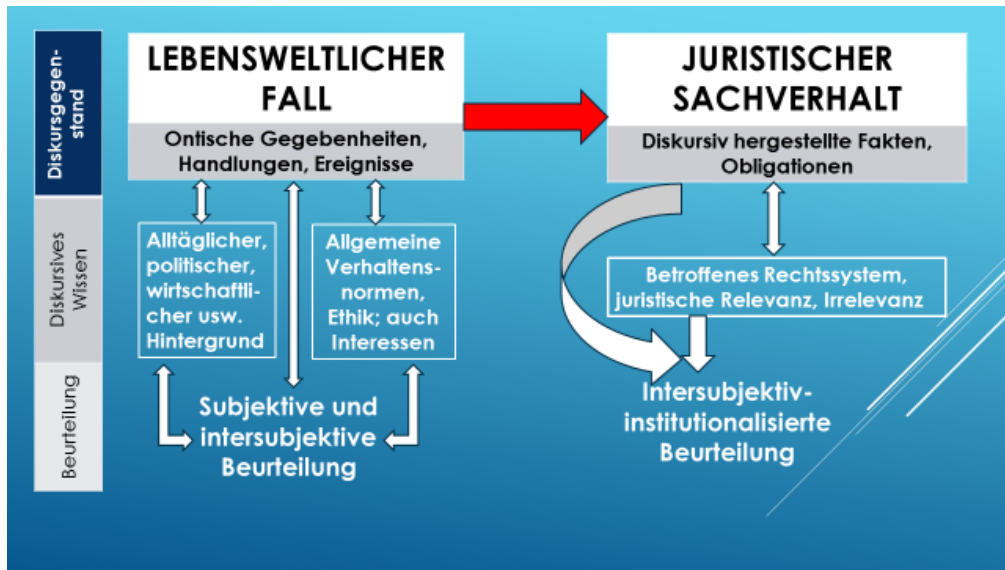 Diskursgegen-
stand
LEBENSWELTLICHER
FALL
Ontische Gegebenheiten,
Handlungen, Ereignisse
JURISTISCHER
SACHVERHALT
Diskursiv hergestellte Fakten,
Obligationen
Diskursives
Wissen
Alltäglicher,
politischer,
wirtschaftli-
cher usw.
Hintergrund
Allgemeine
Verhaltens-
normen,
Ethik; auch
Interessen
Betroffenes Rechtssystem,
juristische Relevanz, Irrelevanz
Beurteilung
Subjektive und
intersubjektive
Beurteilung
Intersubjektiv-
institutionalisierte
Beurteilung